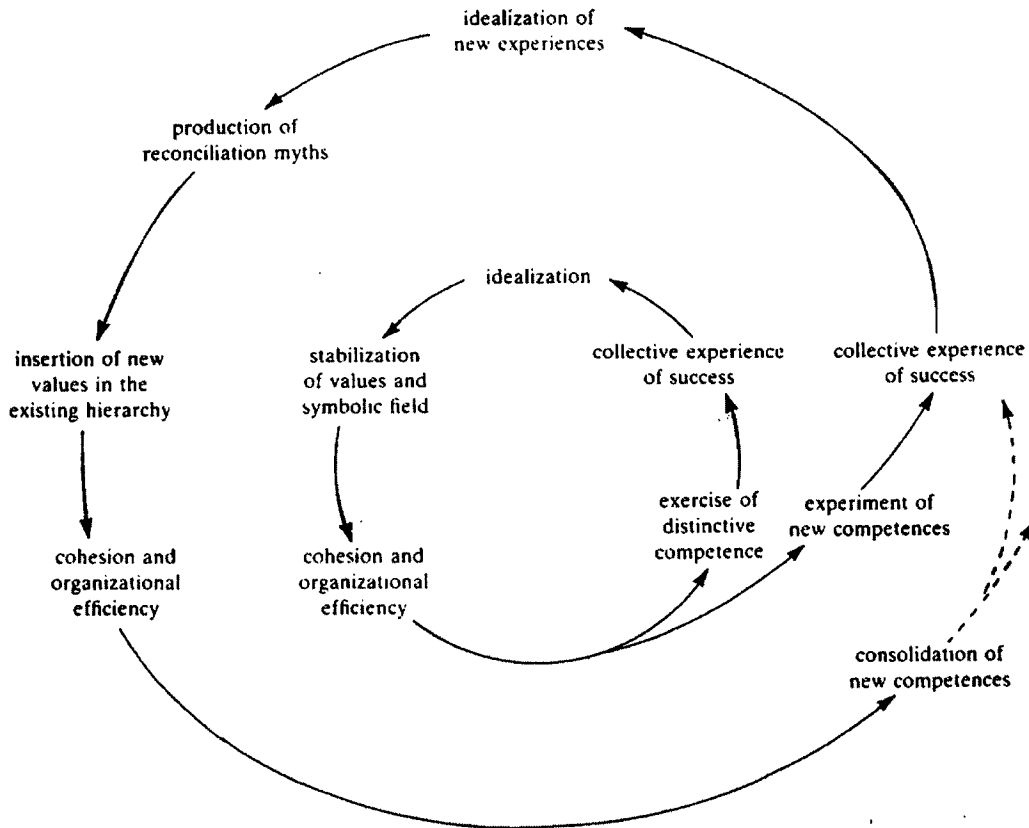 idealization of
new experiences
production of
reconciliation myths
idealization
insertion of new
values in the
existing hierarchy
stabilization
of values and
symbolic field
collective experience
of success
collective experience
of success
exercise of
distinctive
competence
experiment of
new competences
cohesion and
organizational
efficiency
cohesion and
organizational
efficiency
consolidation of
new competences